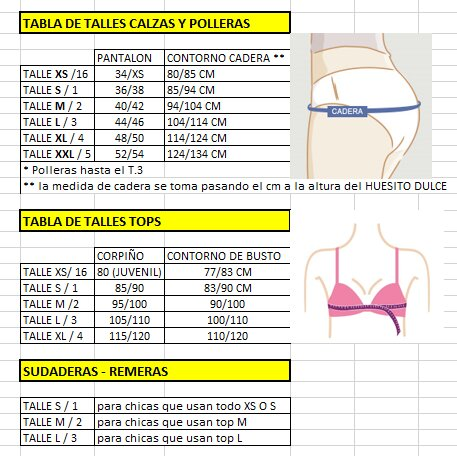 TABLA DE TALLES CALZAS Y POLLERAS
PANTALON CONTORNO CADERA **
TALLE XS /16 34/XS 80/85 CM
TALLE S / 1 36/38 85/94 CM
TALLE M / 2 40/42 94/104 CM
TALLE L / 3 44/46 104/114 CM
TALLE XL / 4 48/50 114/124 CM
TALLE XXL / 5 52/54 124/134 CM
CADERA
* Polleras hasta el T.3
** la medida de cadera se toma pasando el cm a la altura del HUESITO DULCE
TABLA DE TALLES TOPS
CORPIÑO CONTORNO DE BUSTO
TALLE XS/ 16 80 (JUVENIL) 77/83 CM
TALLE S / 1 85/90 83/90 CM
TALLE M /2 95/100 90/100
TALLE L / 3 105/110 100/110
TALLE XL / 4 115/120 110/120
SUDADERAS - REMERAS
TALLE S / 1 para chicas que usan todo XS O S
TALLE M / 2 para chicas que usan top M
TALLE L / 3 para chicas que usan top L